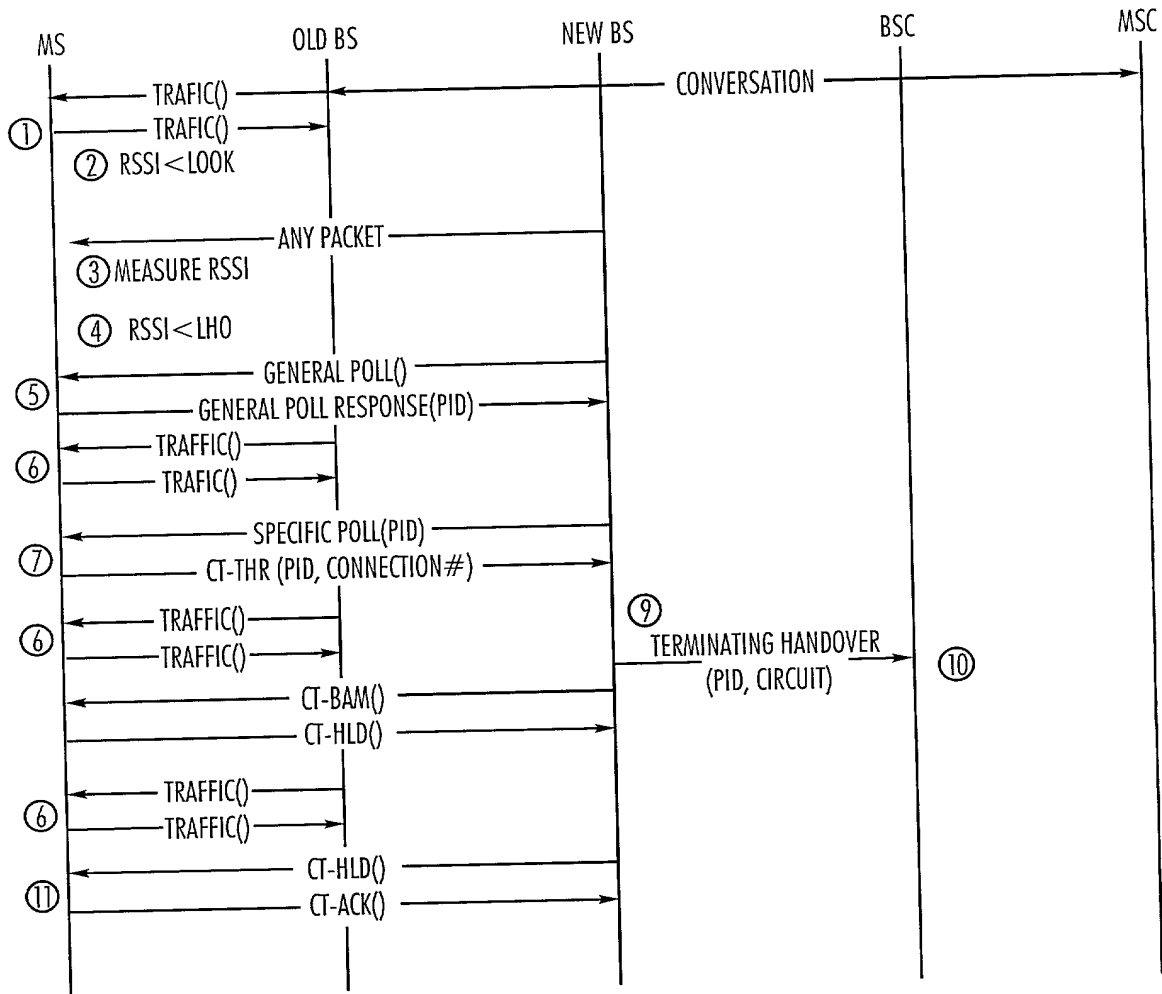 MS
OLD BS
NEW BS
BSC
MSC
TRAFIC()
CONVERSATION
1
TRAFIC()
2 RSSI<LOOK
ANY PACKET
3 MEASURE RSSI
4 RSSI<LHO
GENERAL POLL()
5
GENERAL POLL RESPONSE(PID)
TRAFFIC()
6
TRAFIC()
SPECIFIC POLL(PID)
7
CT-THR (PID, CONNECTION#)
9
TRAFFIC()
6
TRAFFIC()
TERMINATING HANDOVER
(PID, CIRCUIT)
10
CT-BAM()
CT-HLD()
TRAFFIC()
6
TRAFFIC()
CT-HLD()
11
CT-ACK()